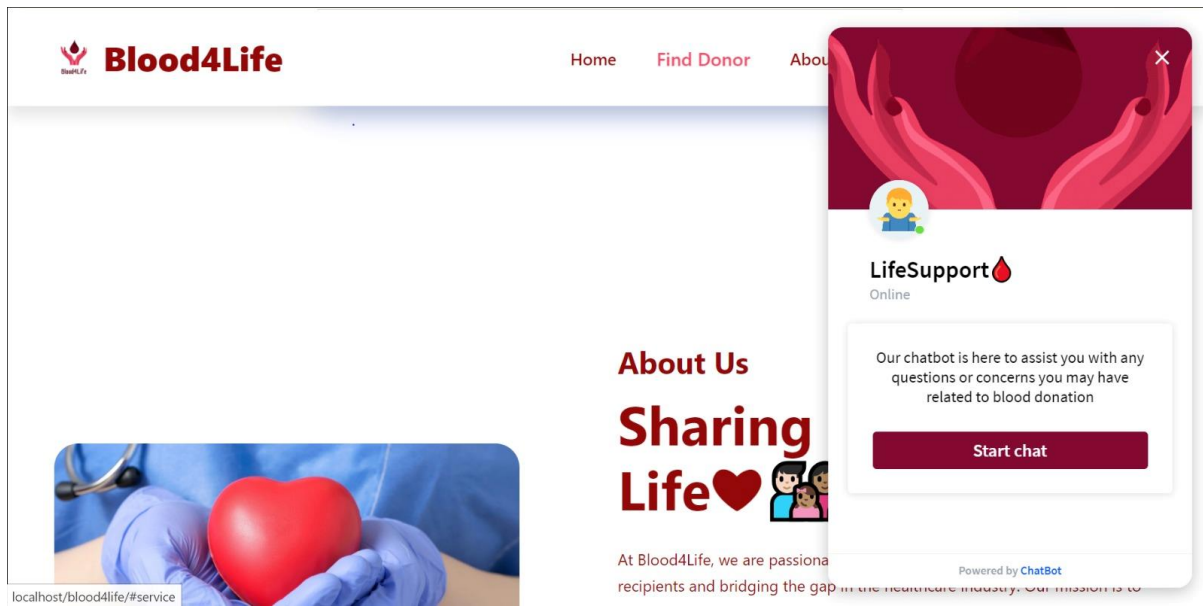 Blood4Life
Blood4Life
Home
Find Donor
Abou
LifeSupport
Online
Our chatbot is here to assist you with any
questions or concerns you may have
related to blood donation
Start chat
Powered by ChatBot
About Us
Sharing
Life
At Blood4Life, we are passiona
recipients and bridging the gap in the healthcare industry. Our mission is to
localhost/blood4life/#service